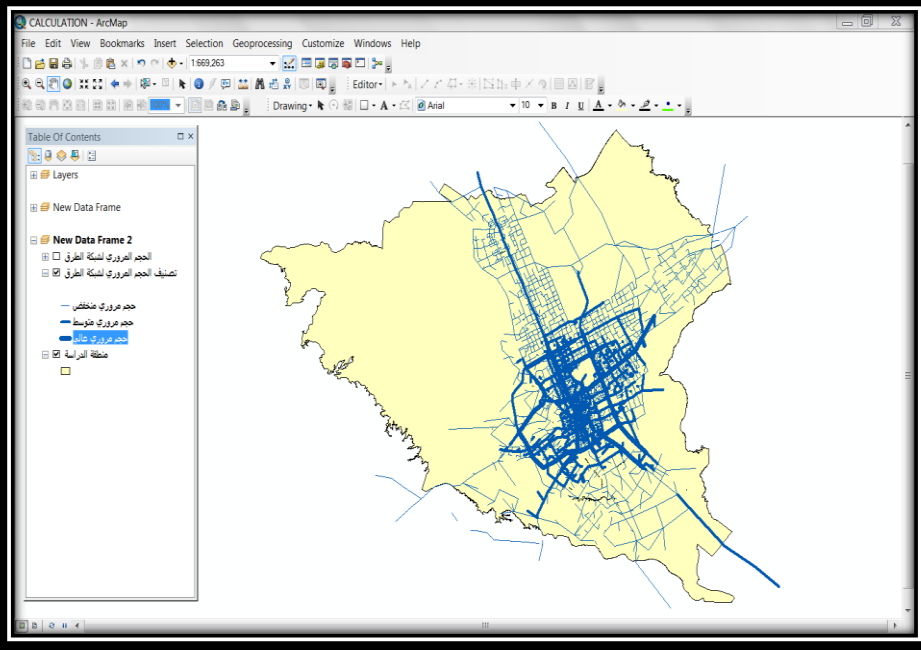 CALCULATION - ArcMap
File Edit View Bookmarks Insert Selection Geoprocessing Customize Windows Help
1:669,263
Editor
Drawing A Arial 10 B I U A
Table Of Contents
Layers
New Data Frame
New Data Frame 2
الحجم المروري لشبكة الطرق
تصنيف الحجم المروري لشبكة الطرق
حجم مروري منخفض
حجم مروري متوسط
حجم مروري عالي
منطقة الدراسة